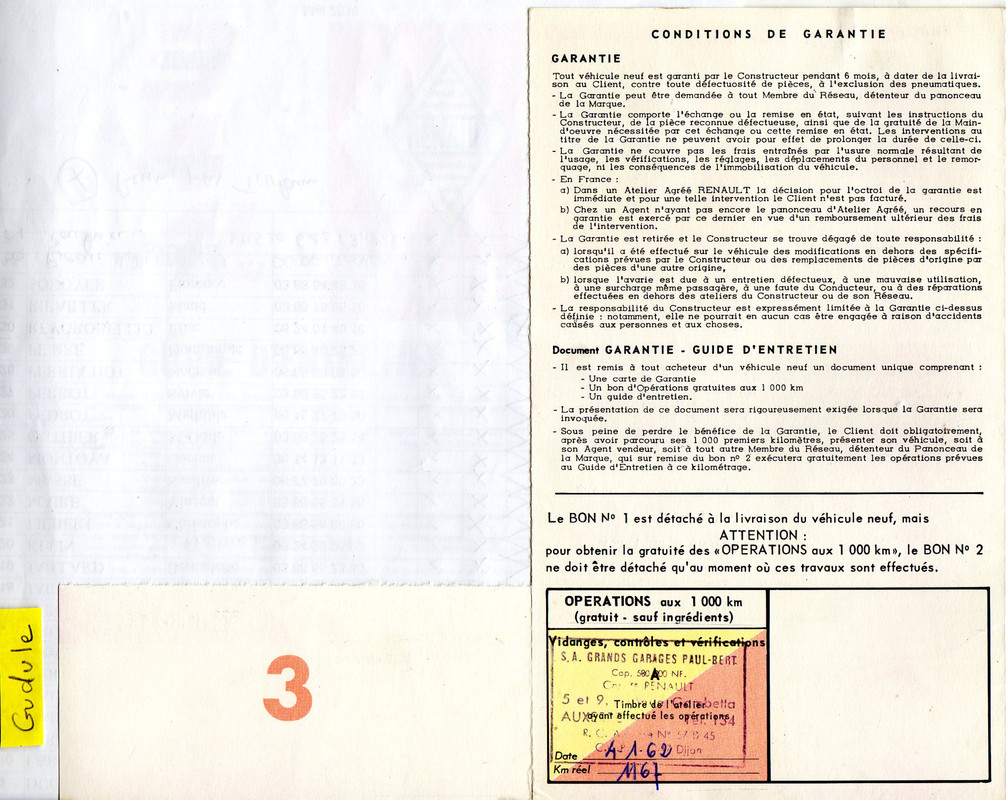 CONDITIONS DE GARANTIE
GARANTIE
Tout véhicule neuf est garanti par le Constructeur pendant 6 mois, à dater de la livrai-
son au Client, contre toute défectuosité de pièces, à l'exclusion des pneumatiques.
- La Garantie peut être demandée à tout Membre du Réseau, détenteur du panonceau
de la Marque.
- La Garantie comporte l'échange ou la remise en état, suivant les instructions du
Constructeur, de la pièce reconnue défectueuse, ainsi que de la gratuité de la Main-
d'oeuvre nécessitée par cet échange ou cette remise en état. Les interventions au
titre de la Garantie ne peuvent avoir pour effet de prolonger la durée de celle-ci.
- La Garantie ne couvre pas les frais entraînés par l'usure normale résultant de
l'usage, les vérifications, les réglages, les déplacements du personnel et le remor-
quage, ni les conséquences de l'immobilisation du véhicule.
- En France :
a) Dans un Atelier Agréé RENAULT la décision pour l'octroi de la garantie est
immédiate et pour une telle intervention le Client n'est pas facturé.
b) Chez un Agent n'ayant pas encore le panonceau d'Atelier Agréé, un recours en
garantie est exercé par ce dernier en vue d'un remboursement ultérieur des frais
de l'intervention.
- La Garantie est retirée et le Constructeur se trouve dégagé de toute responsabilité :
a) lorsqu'il a été effectué sur le véhicule des modifications en dehors des spécifi-
cations prévues par le Constructeur ou des remplacements de pièces d'origine par
des pièces d'une autre origine,
b) lorsque l'avarie est due à un entretien défectueux, à une mauvaise utilisation,
à une surcharge même passagère, à une faute du Conducteur, ou à des réparations
effectuées en dehors des ateliers du Constructeur ou de son Réseau.
- La responsabilité du Constructeur est expressément limitée à la Garantie ci-dessus
définie : notamment, elle ne pourrait en aucun cas être engagée à raison d'accidents
causés aux personnes et aux choses.
Document GARANTIE - GUIDE D'ENTRETIEN
- Il est remis à tout acheteur d'un véhicule neuf un document unique comprenant :
- Une carte de Garantie
- Un bon d'Opérations gratuites aux 1 000 km
- Un guide d'entretien.
- La présentation de ce document sera rigoureusement exigée lorsque la Garantie sera
invoquée.
- Sous peine de perdre le bénéfice de la Garantie, le Client doit obligatoirement,
après avoir parcouru ses 1 000 premiers kilomètres, présenter son véhicule, soit à
son Agent vendeur, soit à tout autre Membre du Réseau, détenteur du Panonceau de
la Marque, qui sur remise du bon nº 2 exécutera gratuitement les opérations prévues
au Guide d'Entretien à ce kilométrage.
Le BON Nº 1 est détaché à la livraison du véhicule neuf, mais
ATTENTION :
pour obtenir la gratuité des «OPERATIONS aux 1 000 km», le BON Nº 2
ne doit être détaché qu'au moment où ces travaux sont effectués.
OPERATIONS aux 1 000 km
(gratuit - sauf ingrédients)
Vidanges, contrôles et vérifications
S.A. GRANDS GARAGES PAUL-BERT
Cap. NF.
A
RENAULT
5 et 9,
Timbre de l'atelier
ayant effectué les opérations
Dijon
Date 4-1-62
Km réel 1167
3
Gudule